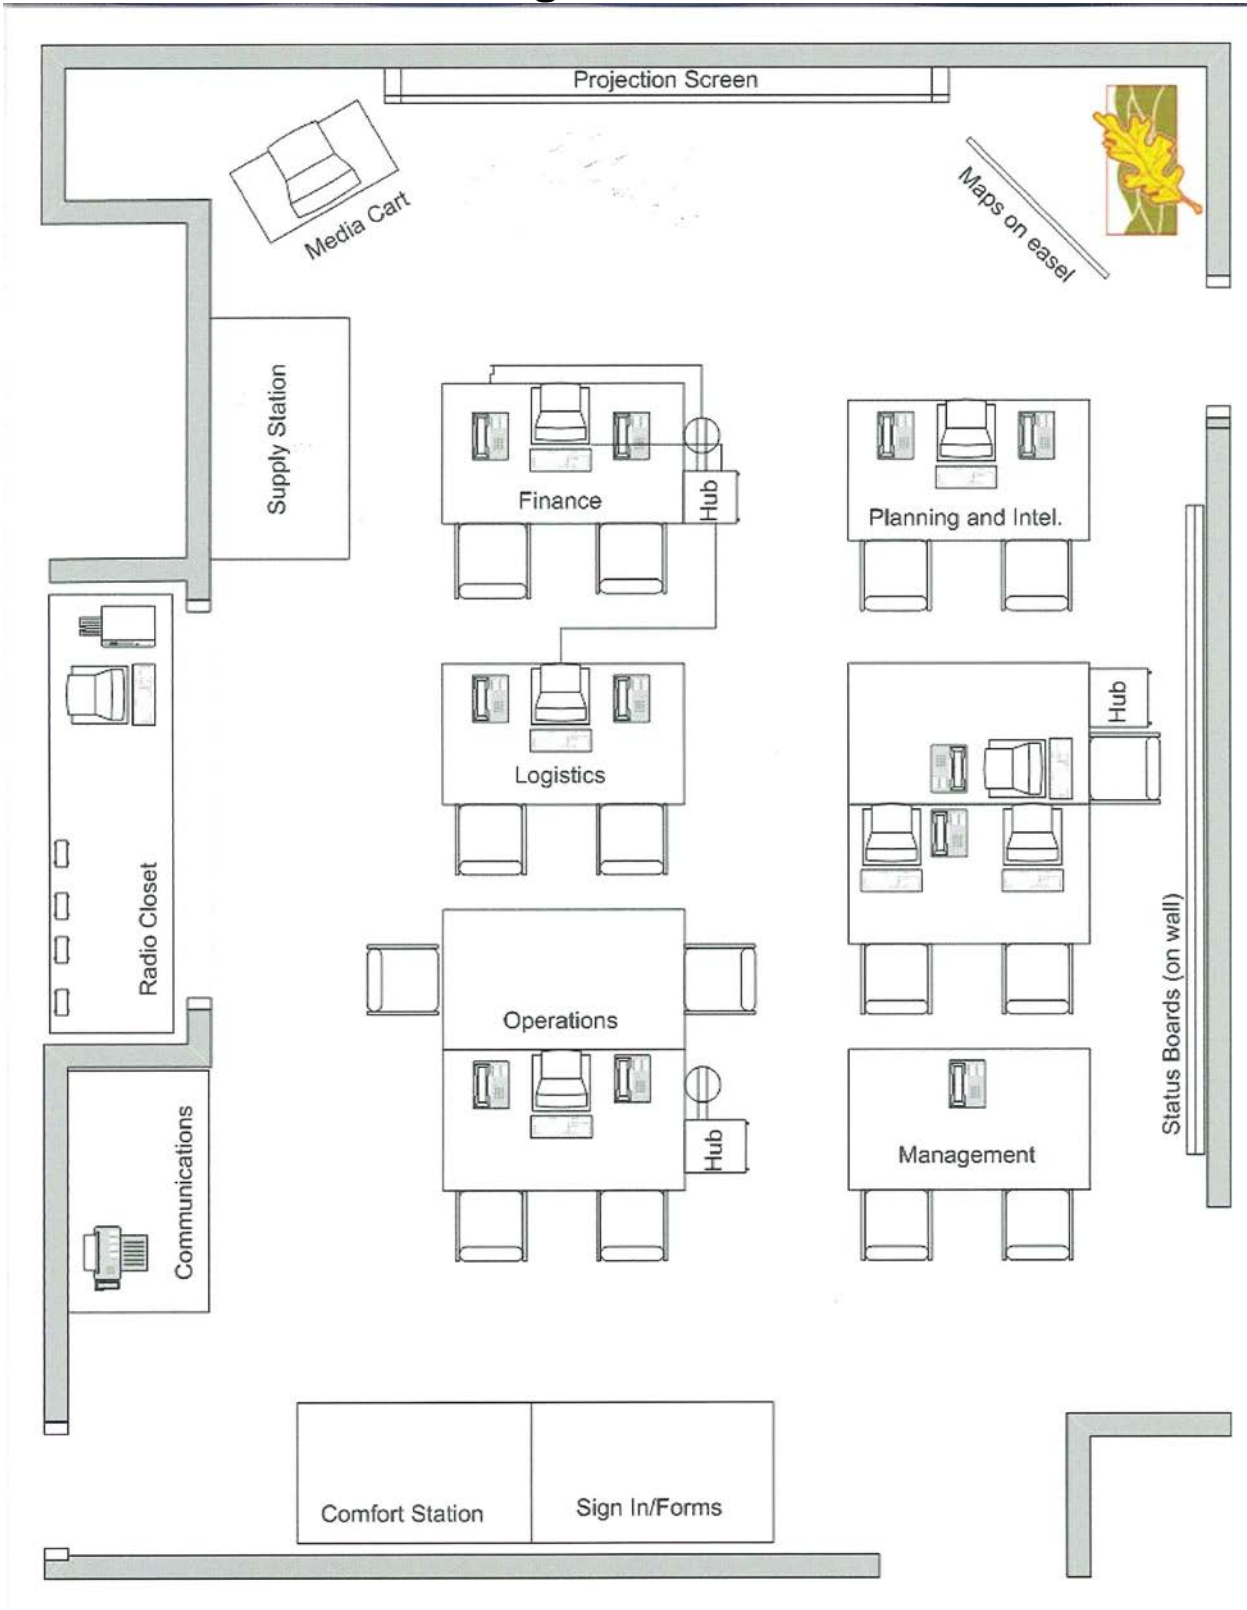 Projection Screen
Media Cart
Maps on easel
Supply Station
Finance
Hub
Planning and Intel.
Hub
Logistics
Radio Closet
Operations
Status Boards (on wall)
Hub
Management
Communications
Comfort Station
Sign In/Forms